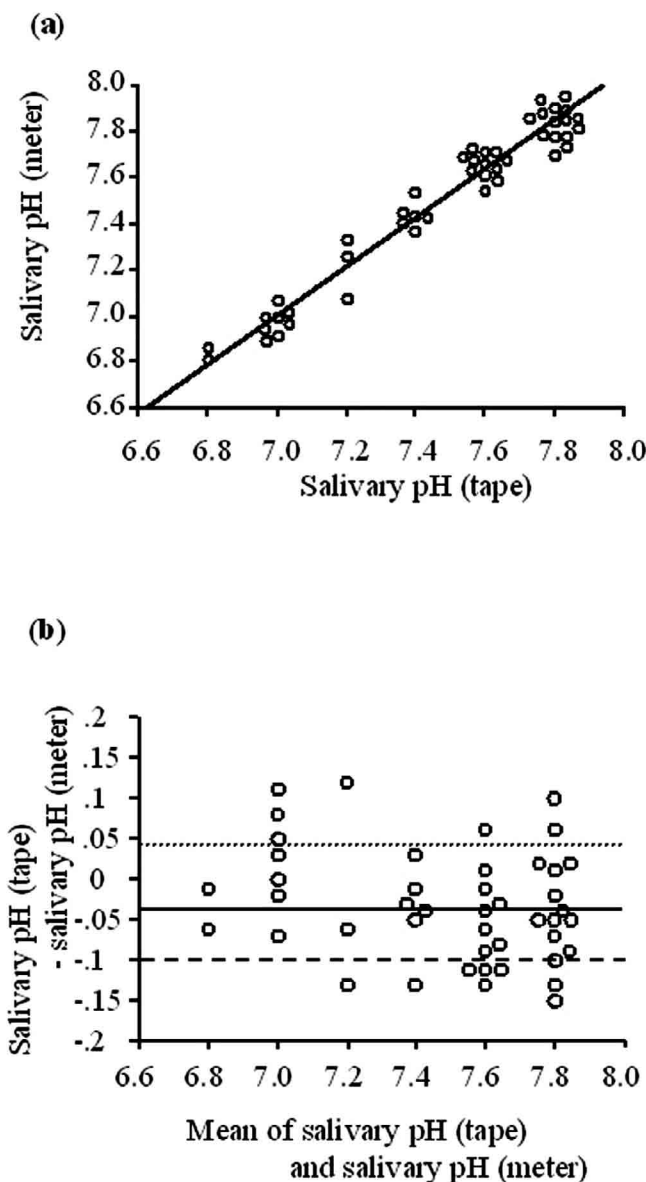 (a)
Salivary pH (meter)
8.0
7.8
7.6
7.4
7.2
7.0
6.8
6.6
6.6 6.8 7.0 7.2 7.4 7.6 7.8 8.0
Salivary pH (tape)
(b)
Salivary pH (tape)
- salivary pH (meter)
.2
.15
.1
.05
0
-.05
-.1
-.15
-.2
6.6 6.8 7.0 7.2 7.4 7.6 7.8 8.0
Mean of salivary pH (tape)
and salivary pH (meter)